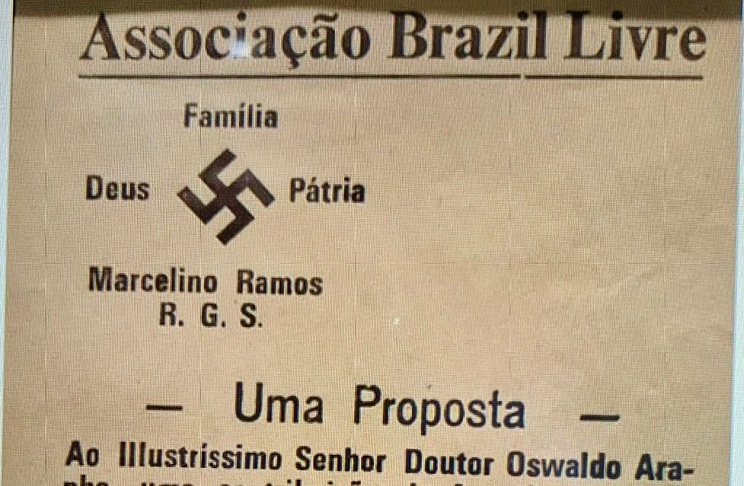 Associação Brazil Livre
Família
Deus Pátria
Marcelino Ramos
R. G. S.
— Uma Proposta —
Ao Illustríssimo Senhor Doutor Oswaldo Ara-